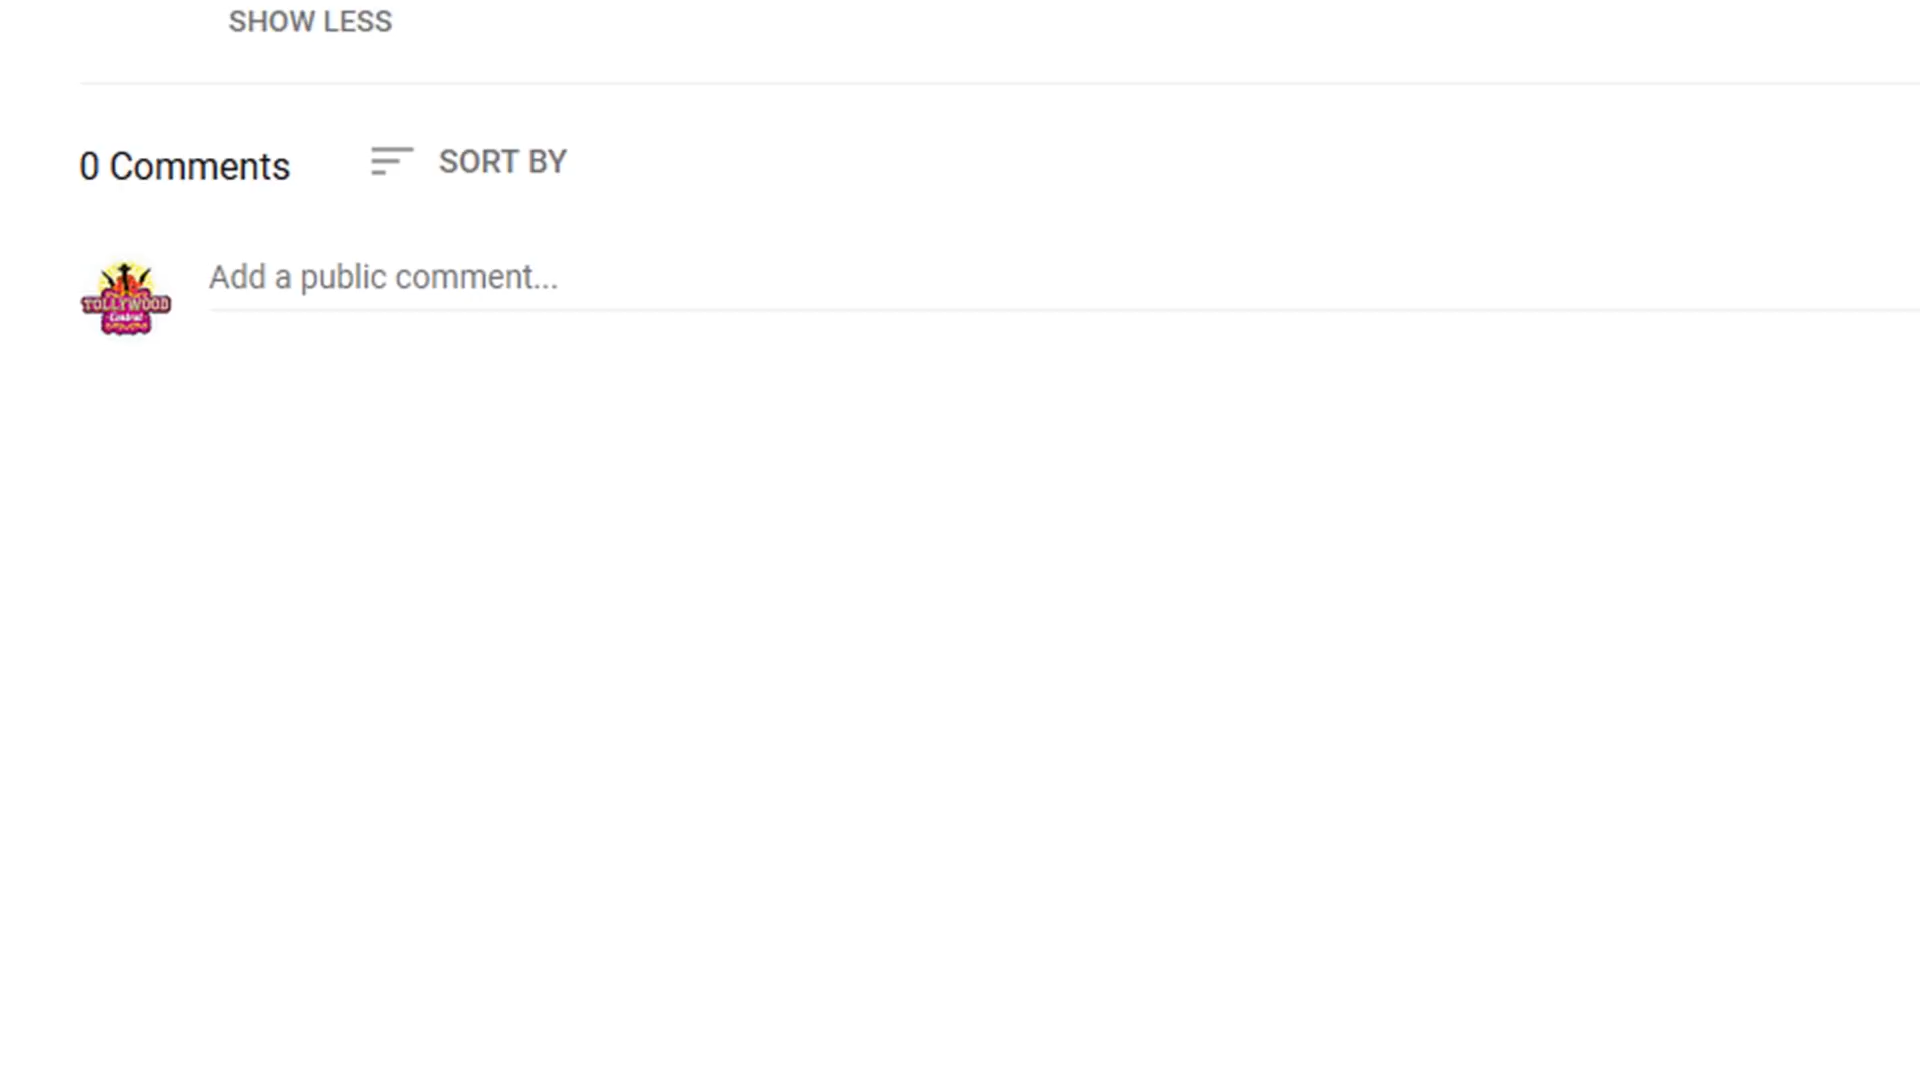 SHOW LESS
0 Comments
SORT BY
Add a public comment...
TOLLYWOOD